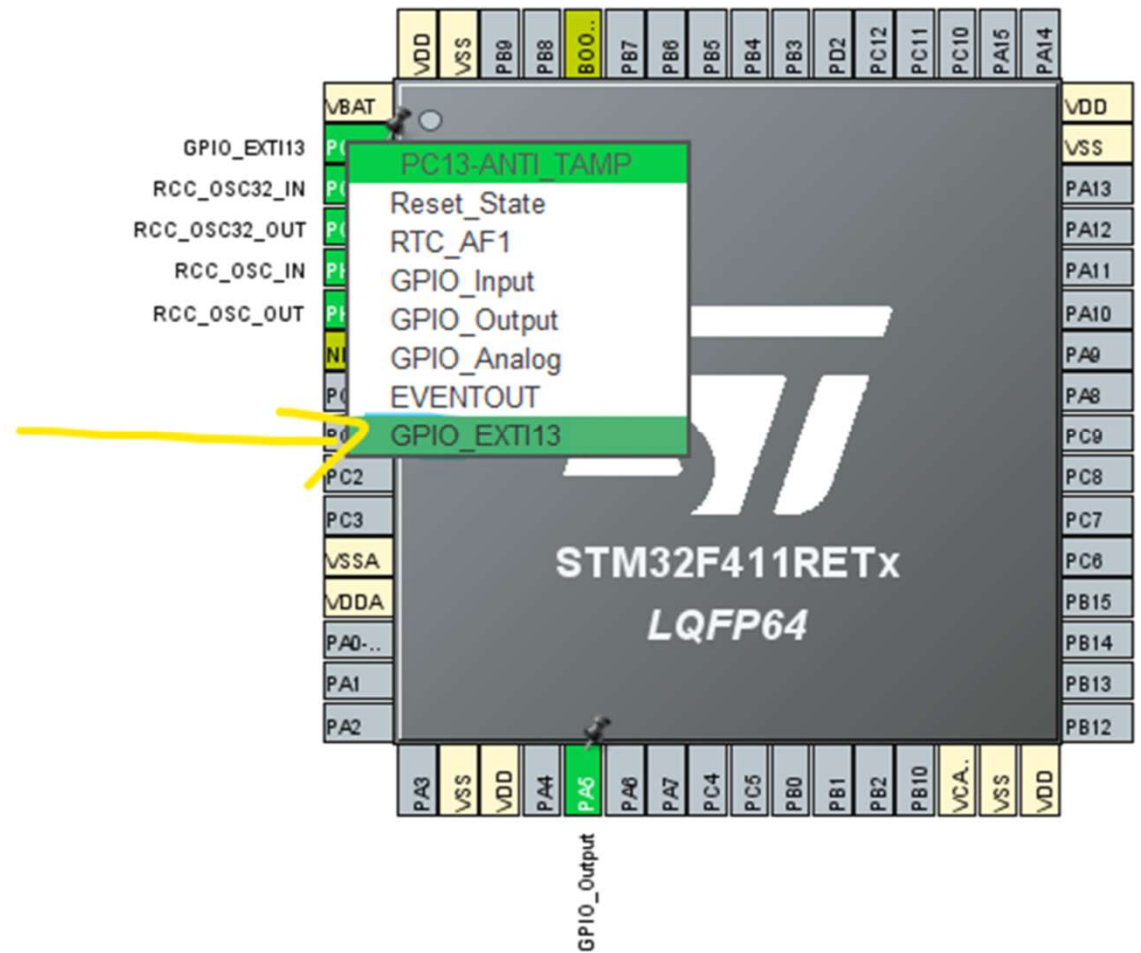 VDD
VSS
PB9
PB8
BOO..
PB7
PB6
PB5
PB4
PB3
PD2
PC12
PC11
PC10
PA15
PA14
VBAT
GPIO_EXTI13
RCC_OSC32_IN
RCC_OSC32_OUT
RCC_OSC_IN
RCC_OSC_OUT
PC13-ANTI_TAMP
Reset_State
RTC_AF1
GPIO_Input
GPIO_Output
GPIO_Analog
EVENTOUT
GPIO_EXTI13
PC2
PC3
VSSA
VDDA
PA0-..
PA1
PA2
STM32F411RETx
LQFP64
VDD
VSS
PA13
PA12
PA11
PA10
PA9
PA8
PC9
PC8
PC7
PC6
PB15
PB14
PB13
PB12
PA3
VSS
VDD
PA4
PA5
PA6
PA7
PC4
PC5
PB0
PB1
PB2
PB10
VCA..
VSS
VDD
GPIO_Output